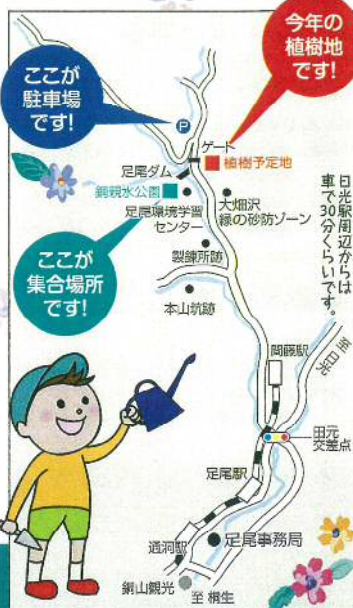 今年の
植樹地
です!
ここが
駐車場
です!
P
ゲート
植樹予定地
足尾ダム
銅親水公園
足尾環境学習
センター
大畑沢
緑の砂防ゾーン
日光駅周辺からは
車で30分くらいです。
ここが
集合場所
です!
製錬所跡
本山坑跡
間藤駅
至日光
田元
交差点
足尾駅
通洞駅
足尾事務局
銅山観光
至 桐生